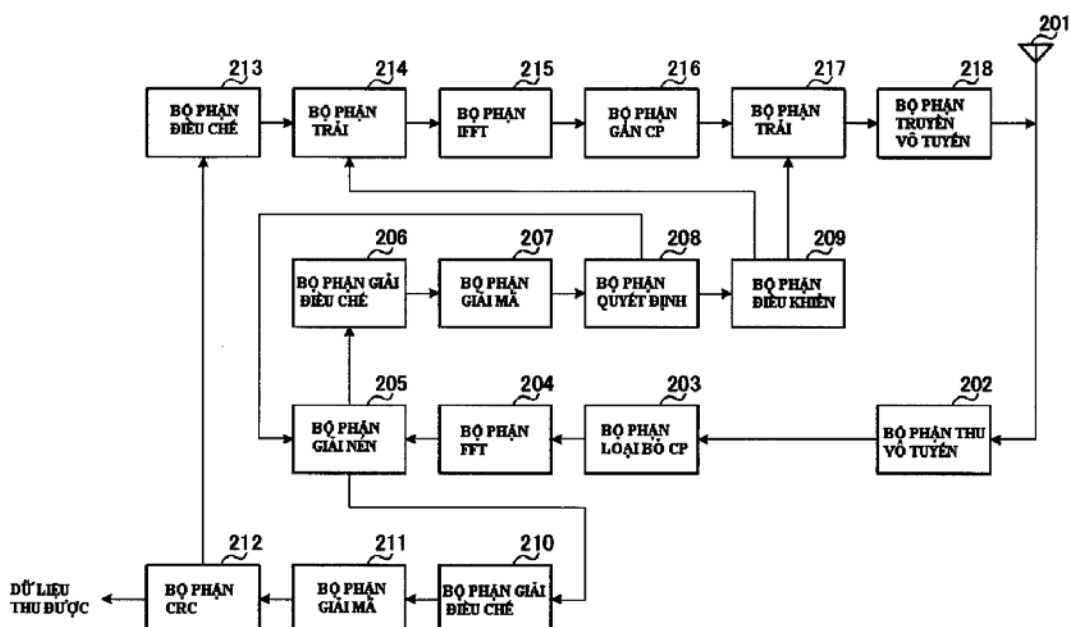 201
213
214
215
216
217
218
BỘ PHẬN
ĐIỀU CHẾ
BỘ PHẬN
TRẢI
BỘ PHẬN
IFFT
BỘ PHẬN
GẮN CP
BỘ PHẬN
TRẢI
BỘ PHẬN
TRUYỀN
VÔ TUYẾN
206
207
208
209
BỘ PHẬN GIẢI
ĐIỀU CHẾ
BỘ PHẬN
GIẢI MÃ
BỘ PHẬN
QUYẾT ĐỊNH
BỘ PHẬN
ĐIỀU KHIỂN
205
204
203
202
BỘ PHẬN
GIẢI NÉN
BỘ PHẬN
FFT
BỘ PHẬN
LOẠI BỎ CP
BỘ PHẬN THU
VÔ TUYẾN
212
211
210
DỮ LIỆU
THU ĐƯỢC
BỘ PHẬN
CRC
BỘ PHẬN
GIẢI MÃ
BỘ PHẬN GIẢI
ĐIỀU CHẾ